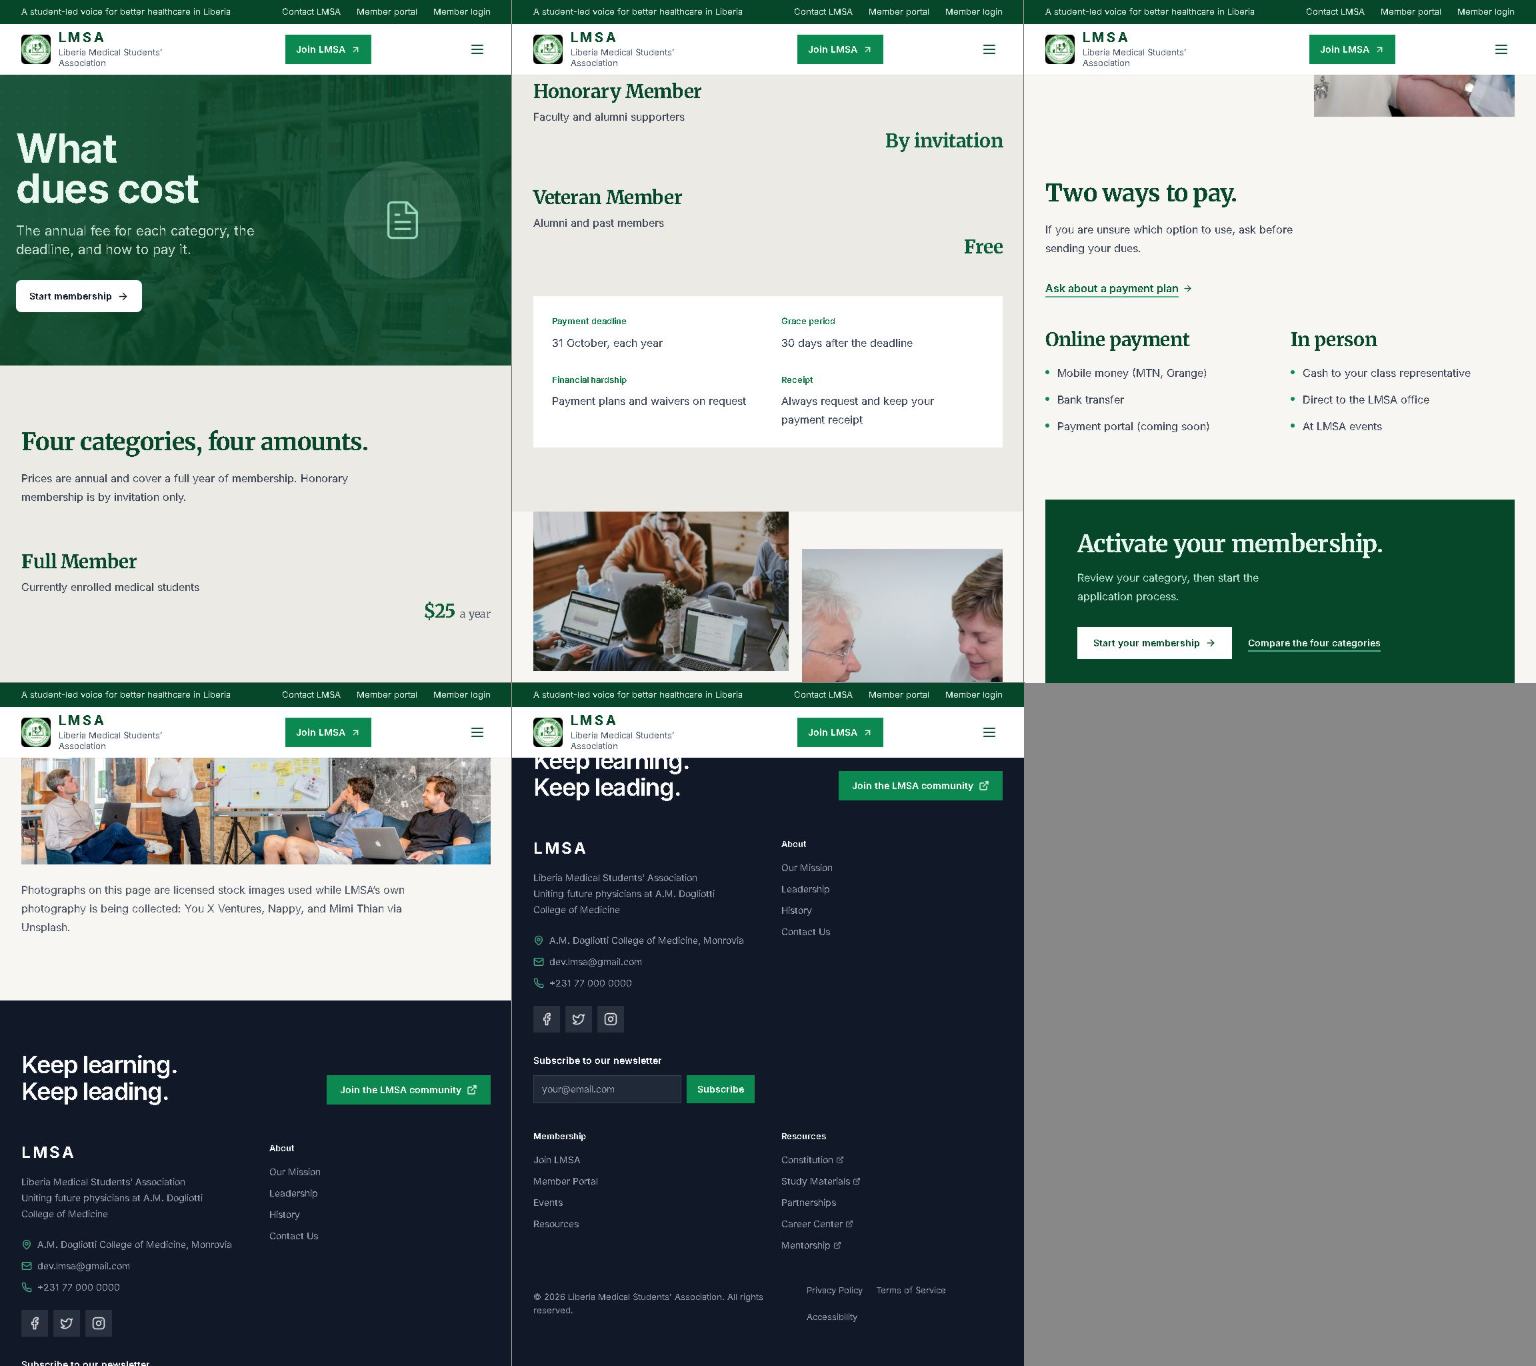 A student-led voice for better healthcare in Liberia
Contact LMSA
Member portal
Member login
LMSA
Liberia Medical Students'
Association
Join LMSA
What
dues cost
The annual fee for each category, the
deadline, and how to pay it.
Start membership
Four categories, four amounts.
Prices are annual and cover a full year of membership. Honorary
membership is by invitation only.
Full Member
Currently enrolled medical students
$25 a year
A student-led voice for better healthcare in Liberia
Contact LMSA
Member portal
Member login
LMSA
Liberia Medical Students'
Association
Join LMSA
Honorary Member
Faculty and alumni supporters
By invitation
Veteran Member
Alumni and past members
Free
Payment deadline
31 October, each year
Grace period
30 days after the deadline
Financial hardship
Payment plans and waivers on request
Receipt
Always request and keep your
payment receipt
A student-led voice for better healthcare in Liberia
Contact LMSA
Member portal
Member login
LMSA
Liberia Medical Students'
Association
Join LMSA
Two ways to pay.
If you are unsure which option to use, ask before
sending your dues.
Ask about a payment plan
Online payment
Mobile money (MTN, Orange)
Bank transfer
Payment portal (coming soon)
In person
Cash to your class representative
Direct to the LMSA office
At LMSA events
Activate your membership.
Review your category, then start the
application process.
Start your membership
Compare the four categories
A student-led voice for better healthcare in Liberia
Contact LMSA
Member portal
Member login
LMSA
Liberia Medical Students'
Association
Join LMSA
Photographs on this page are licensed stock images used while LMSA's own
photography is being collected: You X Ventures, Nappy, and Mimi Thian via
Unsplash.
Keep learning.
Keep leading.
Join the LMSA community
LMSA
Liberia Medical Students' Association
Uniting future physicians at A.M. Dogliotti
College of Medicine
A.M. Dogliotti College of Medicine, Monrovia
dev.lmsa@gmail.com
+231 77 000 0000
About
Our Mission
Leadership
History
Contact Us
Subscribe to our newsletter
A student-led voice for better healthcare in Liberia
Contact LMSA
Member portal
Member login
LMSA
Liberia Medical Students'
Association
Join LMSA
Keep learning.
Keep leading.
Join the LMSA community
LMSA
Liberia Medical Students' Association
Uniting future physicians at A.M. Dogliotti
College of Medicine
A.M. Dogliotti College of Medicine, Monrovia
dev.lmsa@gmail.com
+231 77 000 0000
About
Our Mission
Leadership
History
Contact Us
Subscribe to our newsletter
your@email.com
Subscribe
Membership
Join LMSA
Member Portal
Events
Resources
Resources
Constitution
Study Materials
Partnerships
Career Center
Mentorship
© 2026 Liberia Medical Students' Association. All rights
reserved.
Privacy Policy
Terms of Service
Accessibility